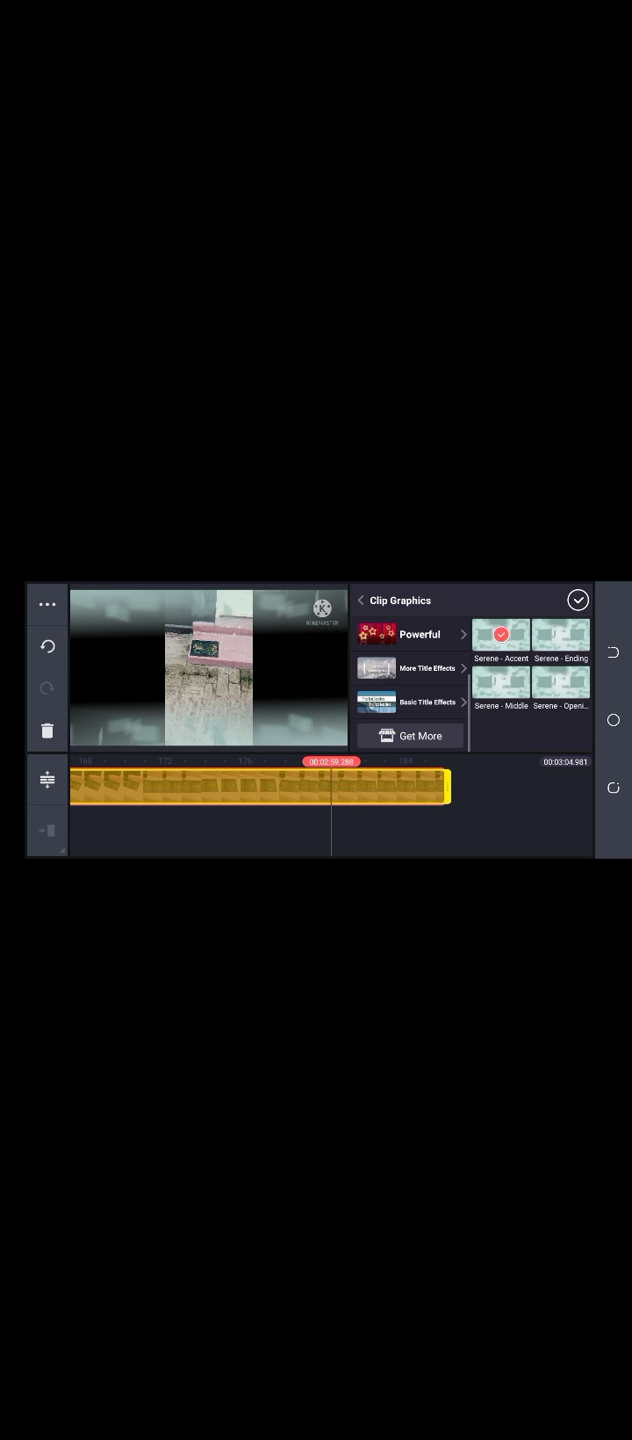 Clip Graphics
KINEMASTER
Powerful
More Title Effects
Basic Title Effects
Get More
Serene - Accent
Serene - Ending
Serene - Middle
Serene - Openi...
168
172
176
00:02:59.288
184
00:03:04.981